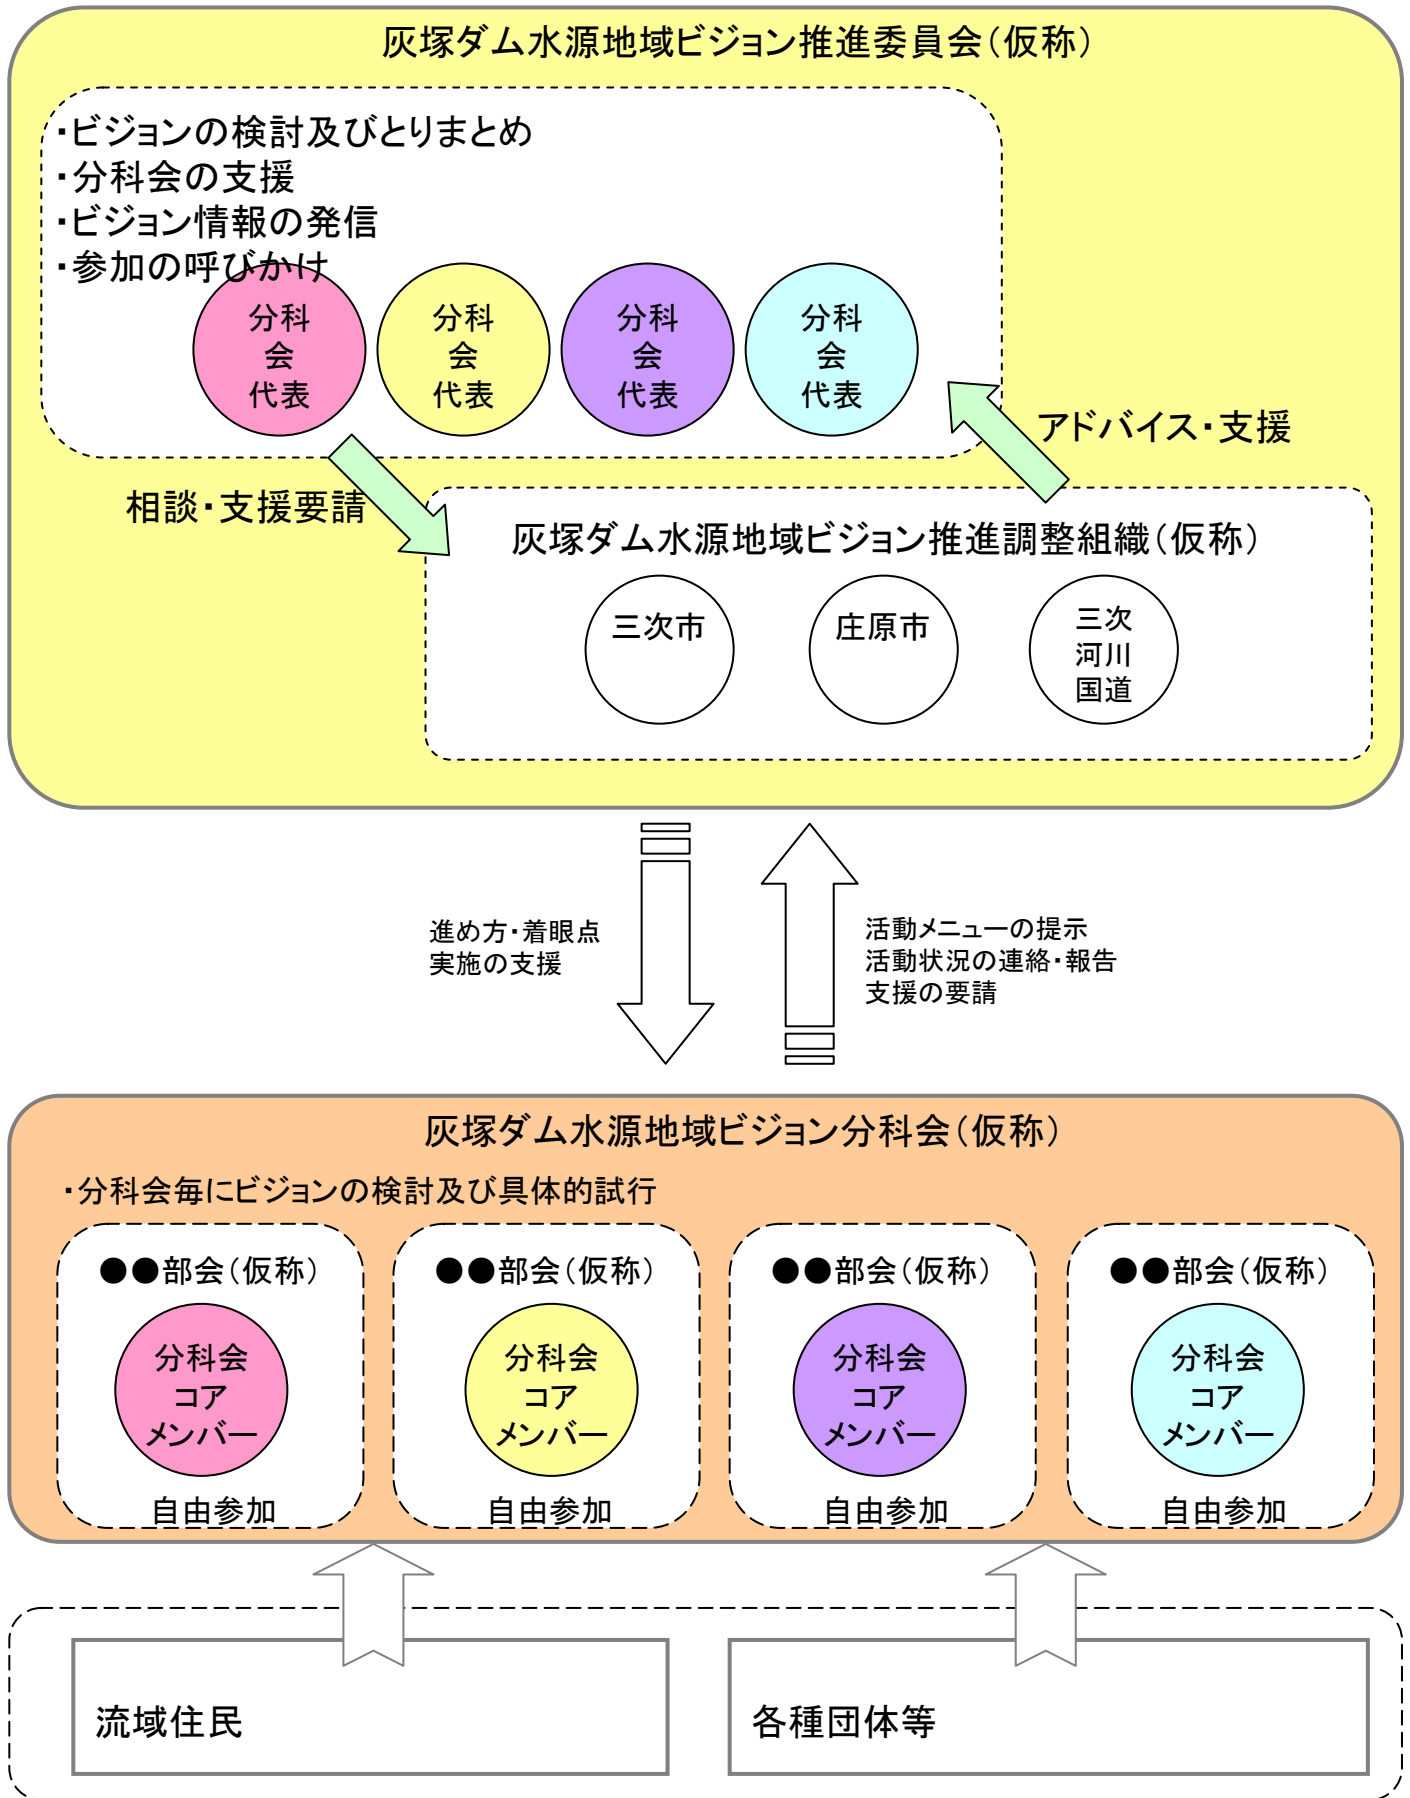 灰塚ダム水源地域ビジョン推進委員会（仮称）
・ビジョンの検討及びとりまとめ
・分科会の支援
・ビジョン情報の発信
・参加の呼びかけ
分科
会
代表
分科
会
代表
分科
会
代表
分科
会
代表
アドバイス・支援
相談・支援要請
灰塚ダム水源地域ビジョン推進調整組織（仮称）
三次市
庄原市
三次
河川
国道
進め方・着眼点
実施の支援
活動メニューの提示
活動状況の連絡・報告
支援の要請
灰塚ダム水源地域ビジョン分科会（仮称）
・分科会毎にビジョンの検討及び具体的試行
●●部会（仮称）
分科会
コア
メンバー
自由参加
●●部会（仮称）
分科会
コア
メンバー
自由参加
●●部会（仮称）
分科会
コア
メンバー
自由参加
●●部会（仮称）
分科会
コア
メンバー
自由参加
流域住民
各種団体等